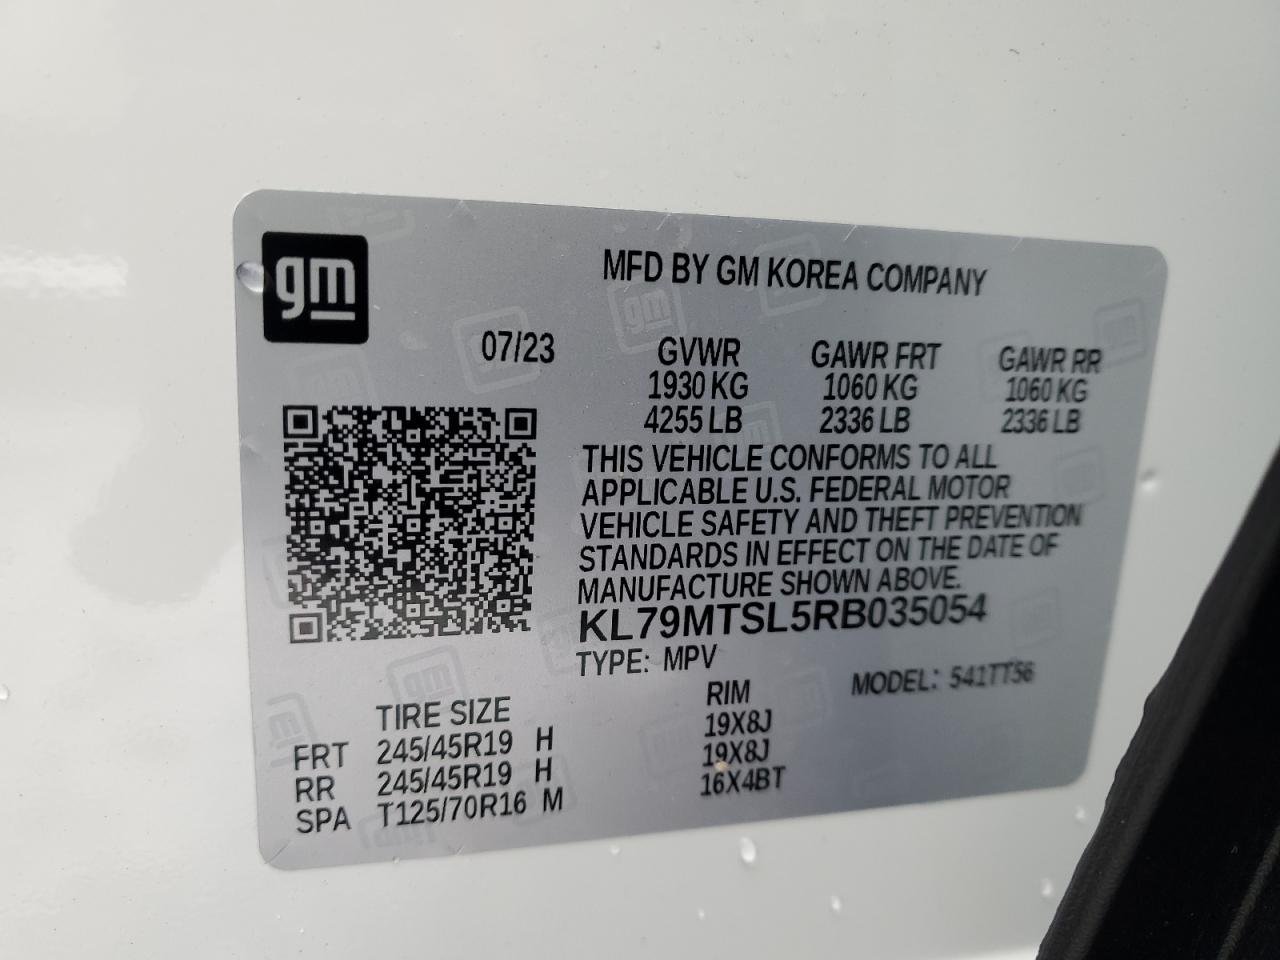 gm
MFD BY GM KOREA COMPANY
07/23 GVWR GAWR FRT GAWR RR
1930 KG 1060 KG 1060 KG
4255 LB 2336 LB 2336 LB
THIS VEHICLE CONFORMS TO ALL
APPLICABLE U.S. FEDERAL MOTOR
VEHICLE SAFETY AND THEFT PREVENTION
STANDARDS IN EFFECT ON THE DATE OF
MANUFACTURE SHOWN ABOVE.
KL79MTSL5RB035054
TYPE: MPV MODEL: 541TT56
TIRE SIZE RIM
FRT 245/45R19 H 19X8J
RR 245/45R19 H 19X8J
SPA T125/70R16 M 16X4BT